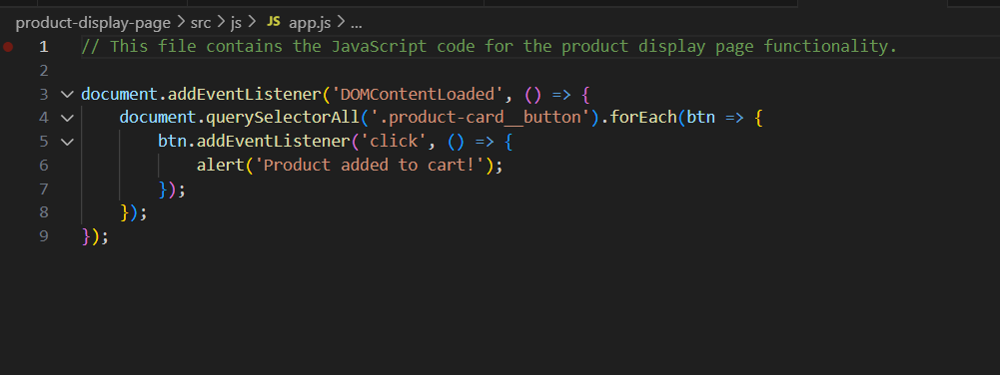 product-display-page > src > js > JS app.js > ...
1 // This file contains the JavaScript code for the product display page functionality.
2
3 document.addEventListener('DOMContentLoaded', () => {
4     document.querySelectorAll('.product-card__button').forEach(btn => {
5         btn.addEventListener('click', () => {
6             alert('Product added to cart!');
7         });
8     });
9 });